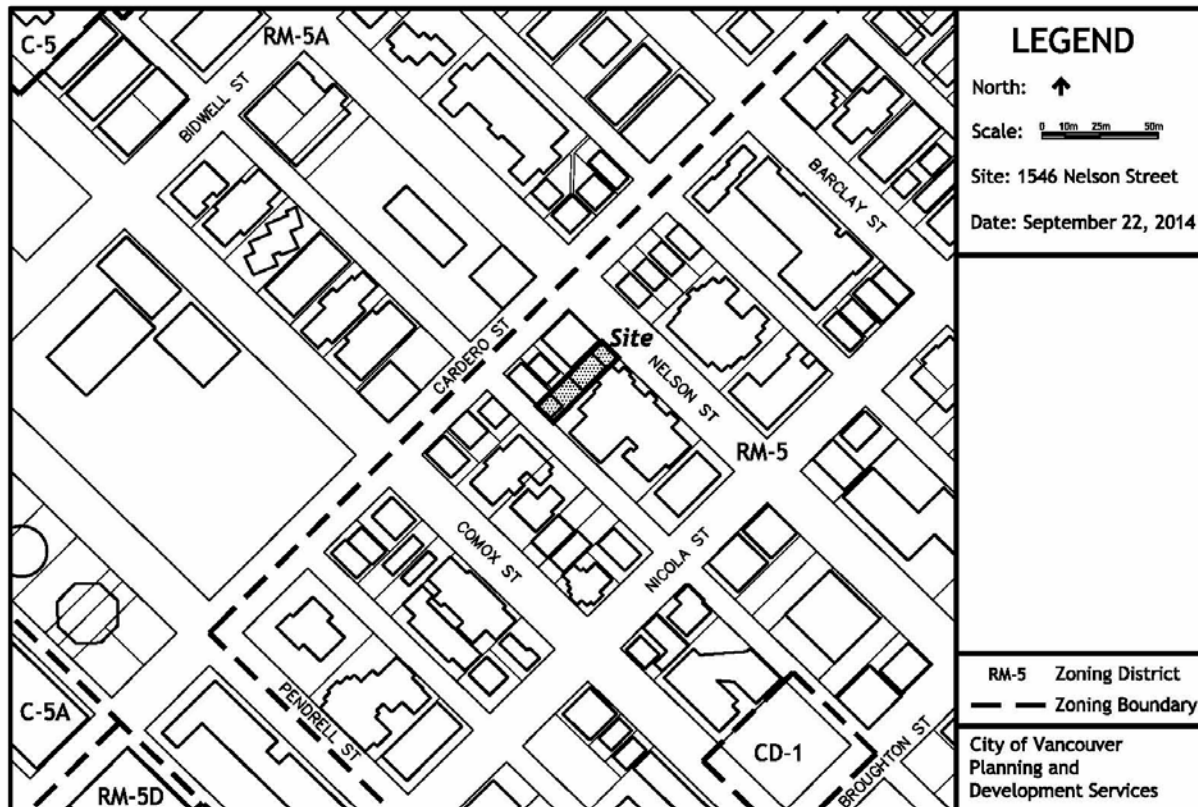 C-5
RM-5A
BIDWELL ST
BARCLAY ST
CARDERO ST
Site
NELSON ST
RM-5
COMOX ST
NICOLA ST
PENDRELL ST
C-5A
RM-5D
CD-1
BROUGHTON ST
LEGEND
North:
Scale: 0 10m 25m 50m
Site: 1546 Nelson Street
Date: September 22, 2014
RM-5 Zoning District
Zoning Boundary
City of Vancouver
Planning and
Development Services